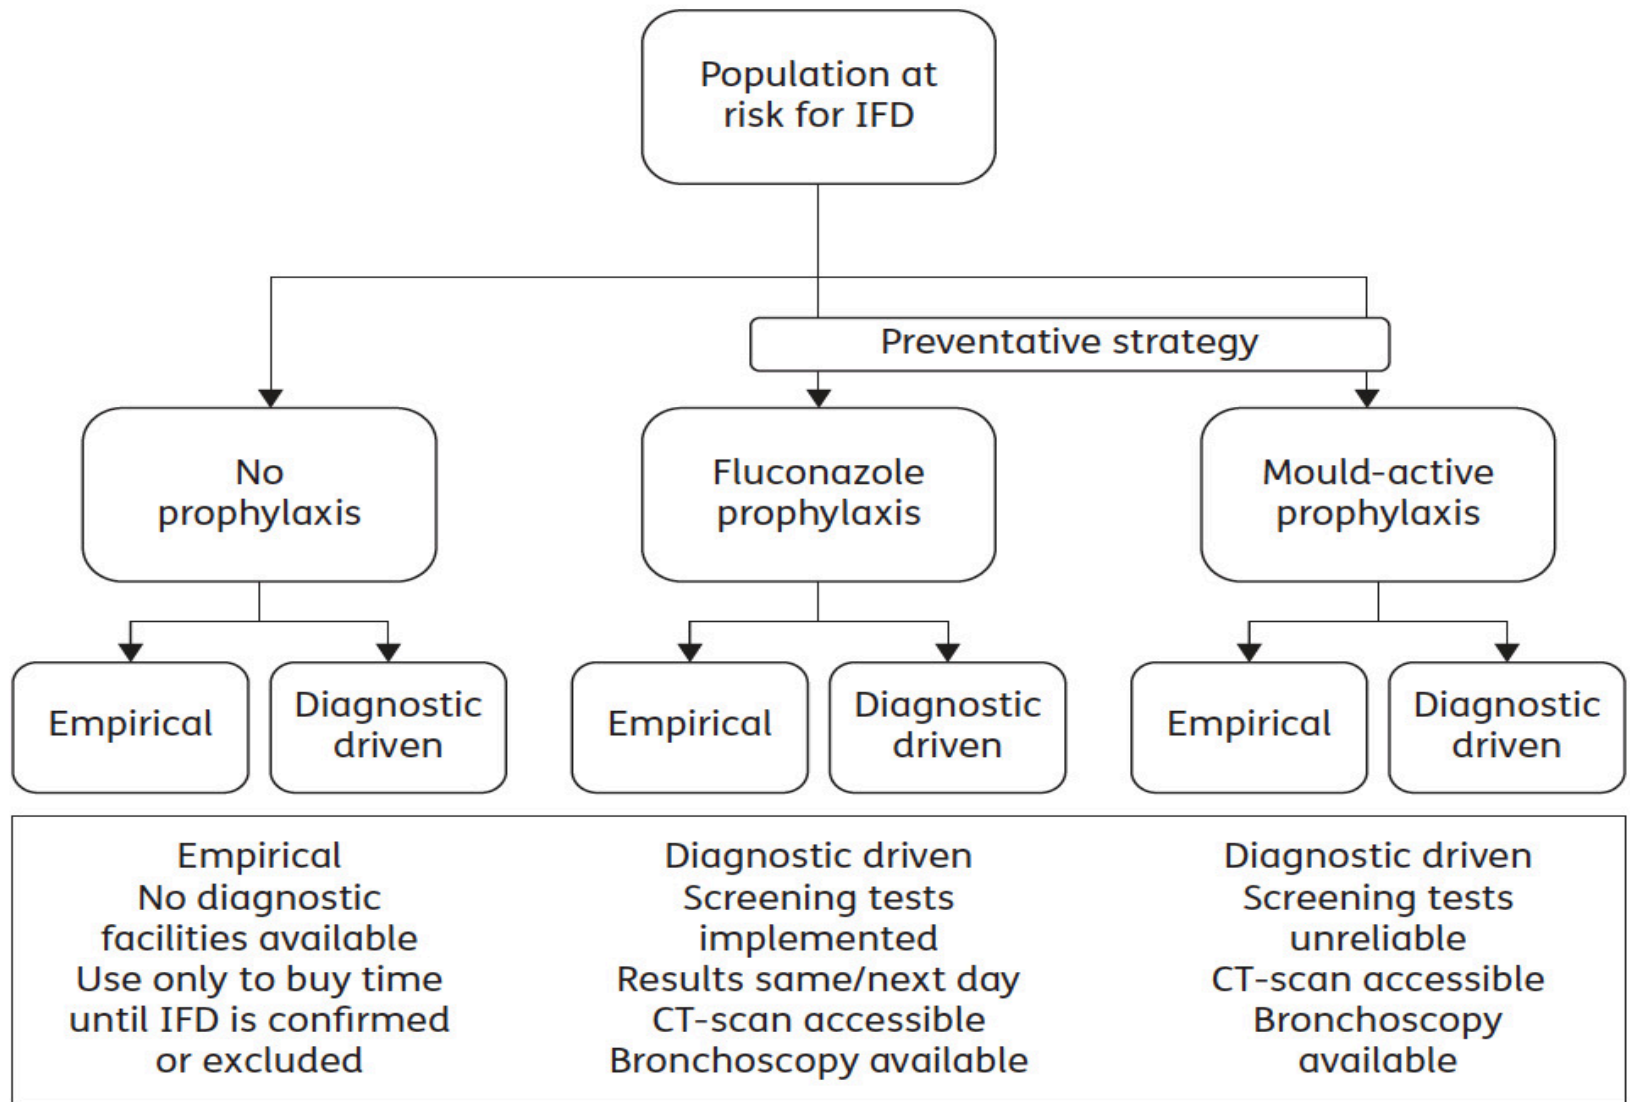 Population at
risk for IFD
Preventative strategy
No
prophylaxis
Fluconazole
prophylaxis
Mould-active
prophylaxis
Empirical
Diagnostic
driven
Empirical
Diagnostic
driven
Empirical
Diagnostic
driven
Empirical
No diagnostic
facilities available
Use only to buy time
until IFD is confirmed
or excluded
Diagnostic driven
Screening tests
implemented
Results same/next day
CT-scan accessible
Bronchoscopy available
Diagnostic driven
Screening tests
unreliable
CT-scan accessible
Bronchoscopy
available